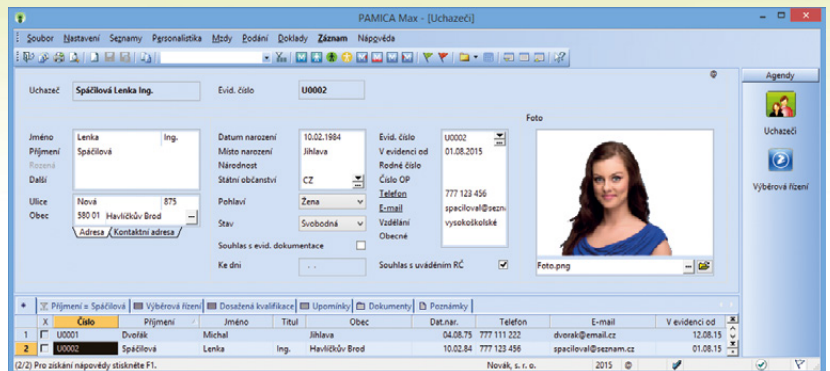 PAMICA Max - [Uchazeči]
Soubor Nastavení Seznamy Personalistika Mzdy Podání Doklady Záznam Nápověda
Agendy
Uchazeči
Výběrová řízení
Uchazeč Spáčilová Lenka Ing. Evid. číslo U0002
Foto
Jméno Lenka Ing. Datum narození 10.02.1984 Evid. číslo U0002
Příjmení Spáčilová Místo narození Jihlava V evidenci od 01.08.2015
Rozená Národnost Rodné číslo
Další Státní občanství CZ Číslo OP
Ulice Nová 875 Pohlaví Žena Telefon 777 123 456
Obec 580 01 Havlíčkův Brod E-mail spacilova1@sezn
Adresa Kontaktní adresa Stav Svobodná Vzdělání vysokoškolské
Obecné
Souhlas s evid. dokumentace
Ke dni . . Souhlas s uváděním RČ Foto.png
* Příjmení = Spáčilová Výběrová řízení Dosažená kvalifikace Upomínky Dokumenty Poznámky
X Číslo Příjmení Jméno Titul Obec Dat.nar. Telefon E-mail V evidenci od
1 U0001 Dvořák Michal Jihlava 04.08.75 777 111 222 dvorak@email.cz 12.08.15
2 U0002 Spáčilová Lenka Ing. Havlíčkův Brod 10.02.84 777 123 456 spaciloval@seznam.cz 01.08.15
(2/2) Pro získání nápovědy stiskněte F1. Novák, s. r. o. 2015